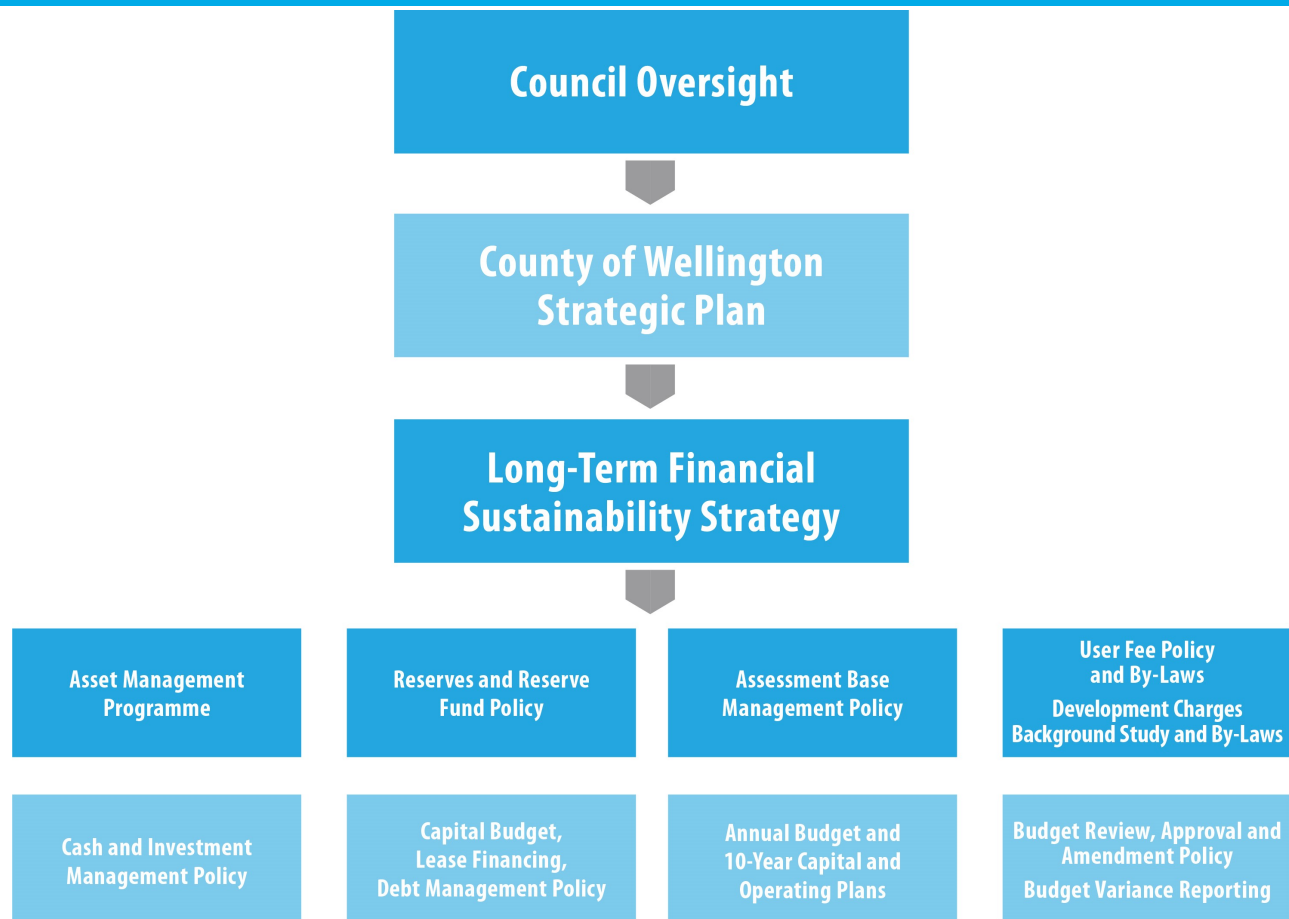 Council Oversight
County of Wellington
Strategic Plan
Long-Term Financial
Sustainability Strategy
Asset Management
Programme
Reserves and Reserve
Fund Policy
Assessment Base
Management Policy
User Fee Policy
and By-Laws
Development Charges
Background Study and By-Laws
Cash and Investment
Management Policy
Capital Budget,
Lease Financing,
Debt Management Policy
Annual Budget and
10-Year Capital and
Operating Plans
Budget Review, Approval and
Amendment Policy
Budget Variance Reporting